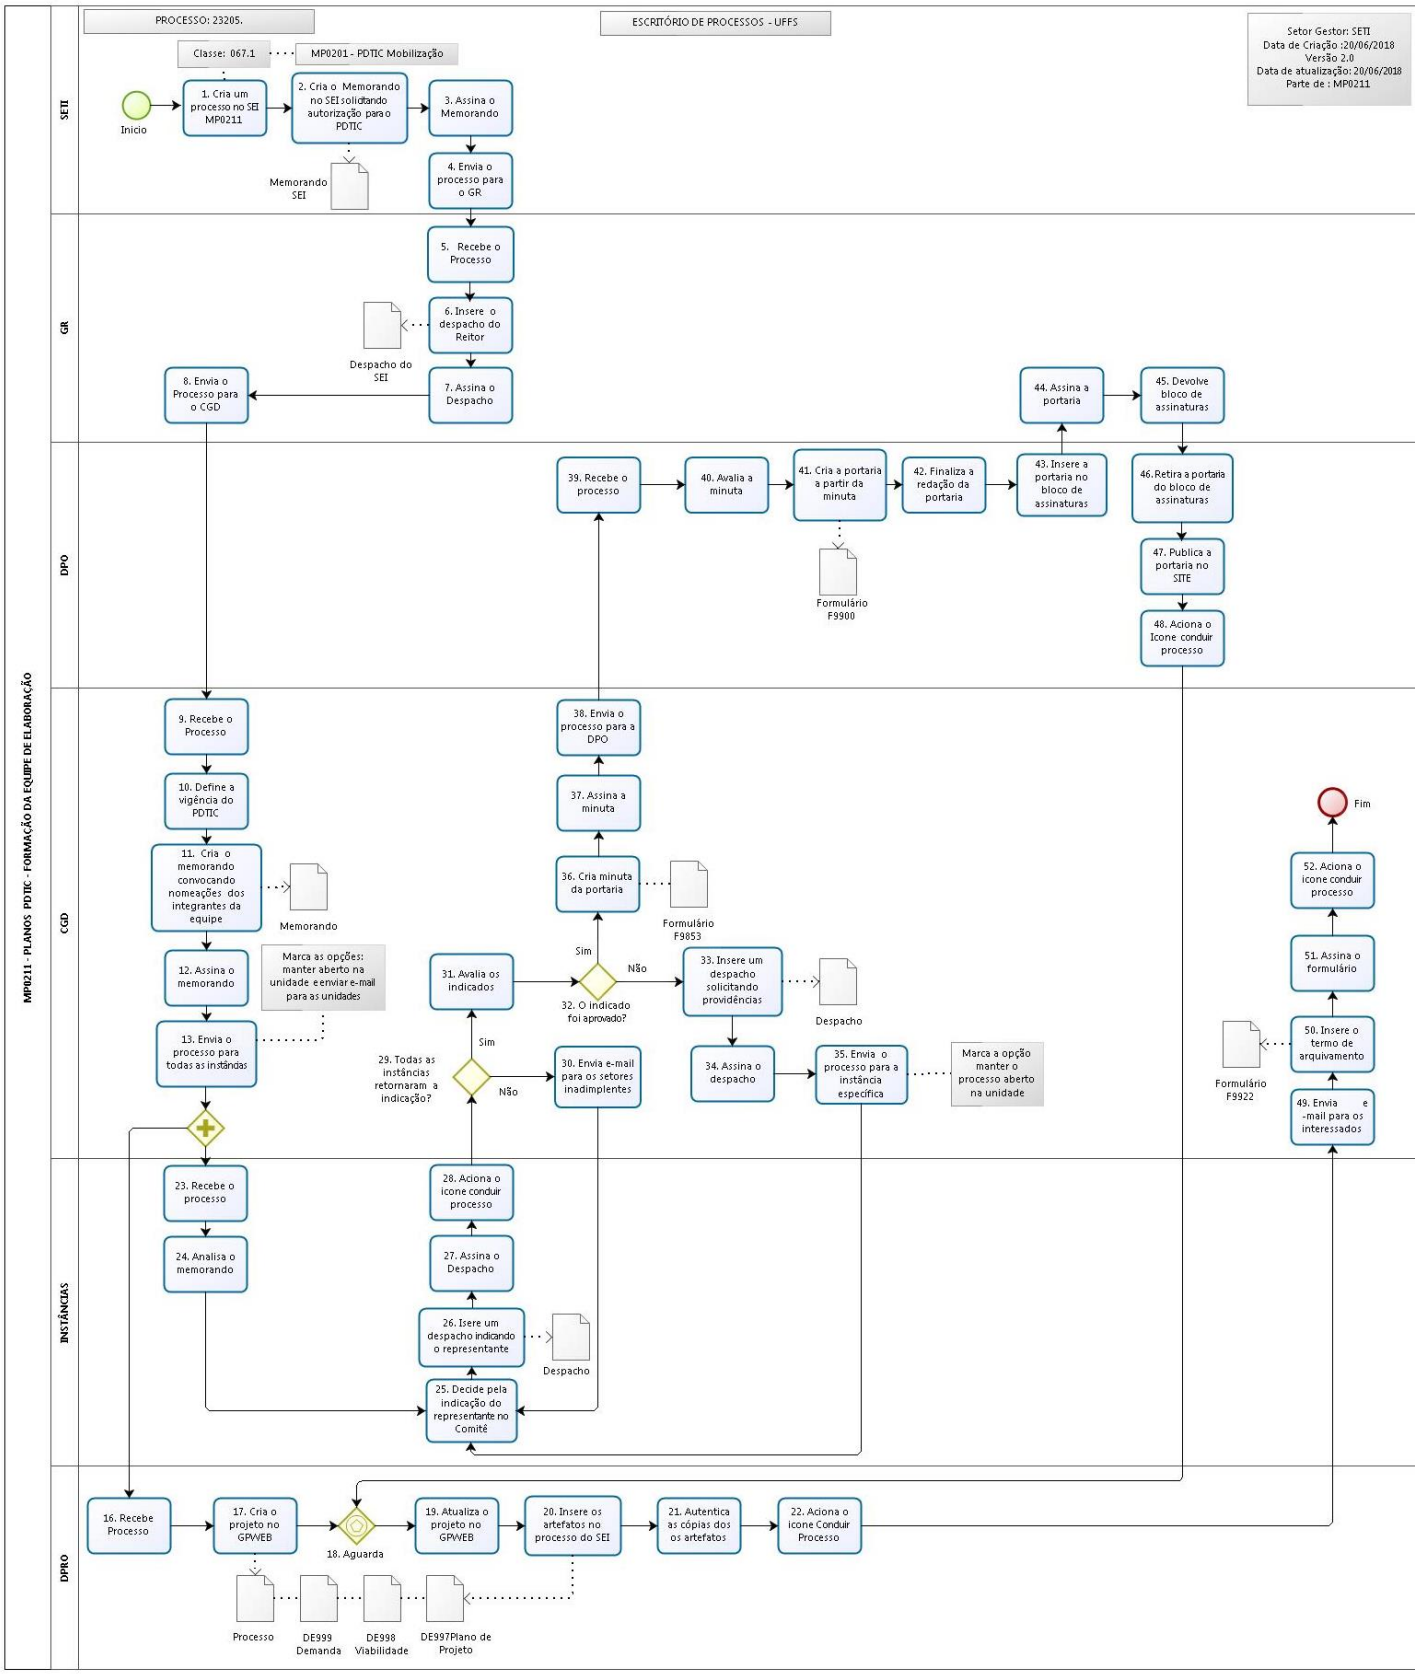 PROCESSO: 23205.
ESCRITÓRIO DE PROCESSOS - UFFS
Setor Gestor: SETI
Data de Criação :20/06/2018
Versão 2.0
Data de atualização: 20/06/2018
Parte de : MP0211
Classe: 067.1
MP0201 - PDTIC Mobilização
MP0211 - PLANOS PDTIC - FORMAÇÃO DA EQUIPE DE ELABORAÇÃO
SETI
Inicio
1. Cria um
processo no SEI
MP0211
2. Cria o Memorando
no SEI solicitando
autorização para o
PDTIC
3. Assina o
Memorando
Memorando
SEI
4. Envia o
processo para
o GR
GR
5. Recebe o
Processo
6. Insere o
despacho do
Reitor
Despacho do
SEI
7. Assina o
Despacho
8. Envia o
Processo para
o CGD
44. Assina a
portaria
45. Devolve
bloco de
assinaturas
DPO
39. Recebe o
processo
40. Avalia a
minuta
41. Cria a portaria
a partir da
minuta
42. Finaliza a
redação da
portaria
43. Insere a
portaria no
bloco de
assinaturas
46.Retira a portaria
do bloco de
assinaturas
Formulário
F9900
47. Publica a
portaria no
SITE
48. Aciona o
Icone conduir
processo
CGD
9. Recebe o
Processo
10. Define a
vigência do
PDTIC
11. Cria o
memorando
convocando
nomeações dos
integrantes da
equipe
Memorando
12. Assina o
memorando
Marca as opções:
manter aberto na
unidade e enviar e-mail
para as unidades
13. Envia o
processo para
todas as instâncias
38. Envia o
processo para a
DPO
37. Assina a
minuta
36. Cria minuta
da portaria
Formulário
F9853
Sim
Não
31. Avalia os
indicados
32. O indicado
foi aprovado?
33. Insere um
despacho
solicitando
providências
Despacho
Sim
29. Todas as
instâncias
retornaram a
indicação?
Não
30. Envia e-mail
para os setores
inadimplentes
34. Assina o
despacho
35. Envia o
processo para a
instância
específica
Marca a opção
manter o
processo aberto
na unidade
Fim
52. Aciona o
icone conduir
processo
51. Assina o
formulário
50. Insere o
termo de
arquivamento
Formulário
F9922
49. Envia e
-mail para os
interessados
INSTÂNCIAS
23. Recebe o
processo
24. Analisa o
memorando
28. Aciona o
icone conduir
processo
27. Assina o
Despacho
26. Isere um
despacho indicando
o representante
Despacho
25. Decide pela
indicação do
representante no
Comitê
DPRO
16. Recebe
Processo
17. Cria o
projeto no
GPWEB
18. Aguarda
19. Atualiza o
projeto no
GPWEB
20. Insere os
artefatos no
processo do SEI
21. Autentica
as cópias dos
os artefatos
22. Aciona o
icone Conduir
Processo
Processo
DE999
Demanda
DE998
Viabilidade
DE997Plano de
Projeto